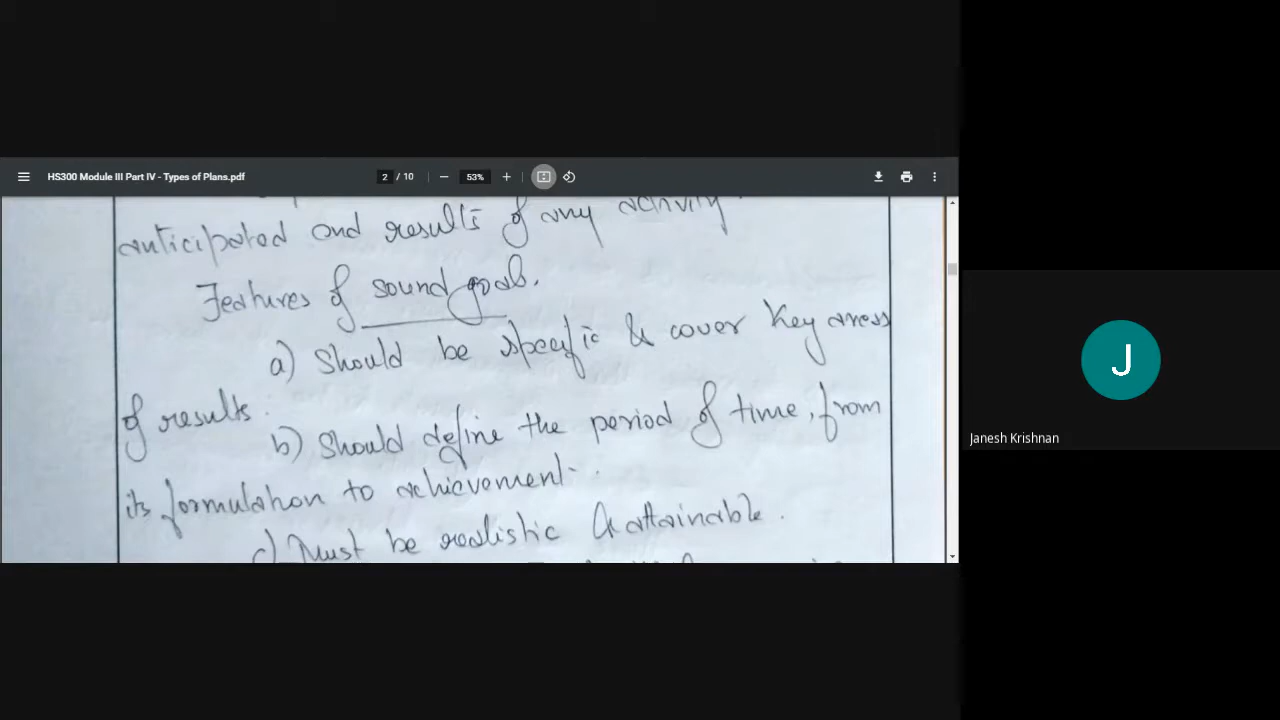 HS300 Module III Part IV - Types of Plans.pdf
2 / 10
53%
anticipated and results of any activity.
Features of sound goals.
a) Should be specific & cover key areas
of results.
b) Should define the period of time, from
its formulation to achievement.
c) Must be realistic & attainable.
J
Janesh Krishnan